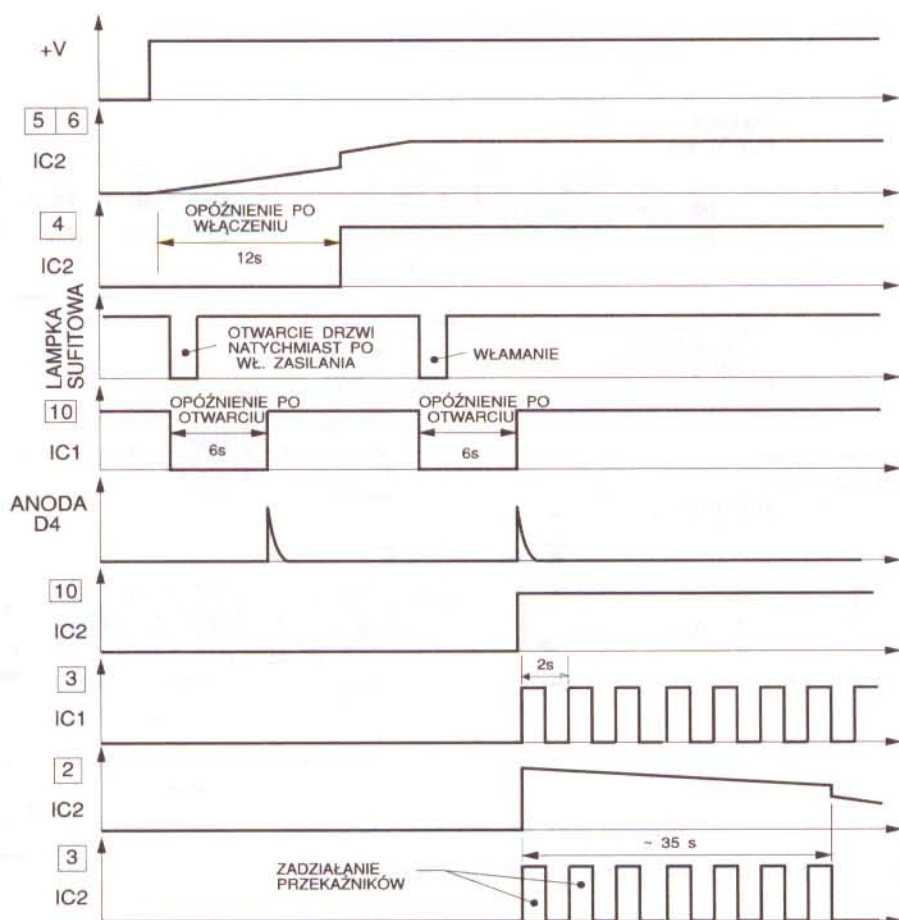 +V
5 6
IC2
OPÓŹNIENIE PO
WŁĄCZENIU
12s
4
IC2
LAMPKA
SUFITOWA
OTWARCIE DRZWI
NATYCHMIAST PO
WŁ. ZASILANIA
WŁAMANIE
OPÓŹNIENIE PO
OTWARCIU
6s
OPÓŹNIENIE PO
OTWARCIU
6s
10
IC1
ANODA
D4
10
IC2
2s
3
IC1
2
IC2
~ 35 s
3
IC2
ZADZIAŁANIE
PRZEKAŹNIKÓW